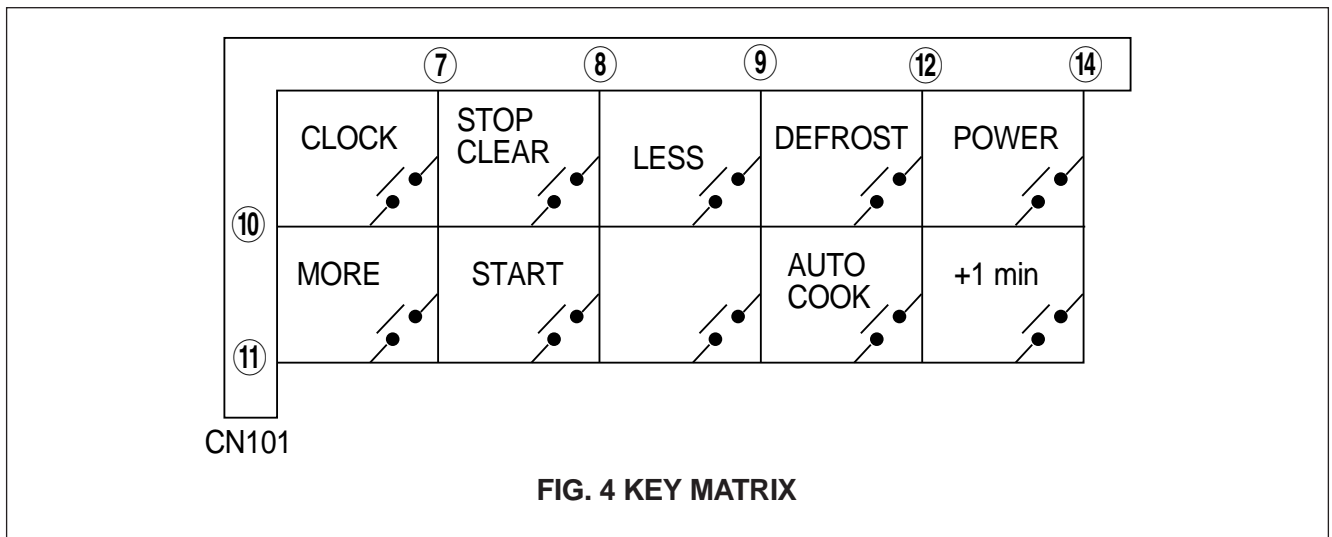 ⑦ ⑧ ⑨ ⑫ ⑭
CLOCK
STOP
CLEAR
LESS
DEFROST
POWER
⑩
MORE
START
AUTO
COOK
+1 min
⑪
CN101
FIG. 4 KEY MATRIX